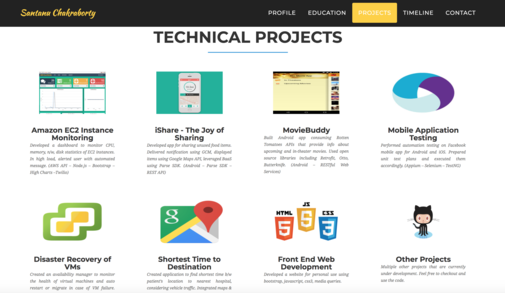 Santanu Chakraborty
PROFILE EDUCATION PROJECTS TIMELINE CONTACT
TECHNICAL PROJECTS
Amazon EC2 Instance
Monitoring
Developed a dashboard to monitor CPU,
memory, row, disk statistics of EC2 Instances.
In high load, alerted user with automated
message. (AWS API - Node.js - Bootstrap -
High Charts - Twilio)
iShare - The Joy of
Sharing
Developed app for sharing unused food items.
Delivered notification using GCM, displayed
items using Google Maps API, leveraged BaaS
using Parse SDK. (Android - Parse SDK -
REST API)
MovieBuddy
Built Android app consuming Rotten
Tomatoes APIs that provide info about
upcoming and in-theater movies. Used open
source libraries including Retrofit, Otto,
Butterknife. (Android - RESTful Web
Services)
Mobile Application
Testing
Performed automation testing on Facebook
mobile app for Android and iOS. Prepared
test plans and executed them
accordingly. (Appium - Selenium - TestNG)
Disaster Recovery of
VMs
Created an availability manager to monitor
the health of virtual machines and auto
restart or migrate in case of VM failure.
Google
Shortest Time to
Destination
Created application to find shortest time b/w
patient's location to nearest hospital,
considering vehicle traffic. Integrated maps &
HTML JS CSS
5 5 3
Front End Web
Development
Developed a website for personal use using
bootstrap, javascript, css3, media queries.
Other Projects
Multiple other projects that are currently
under development. Feel free to checkout and
use the code.